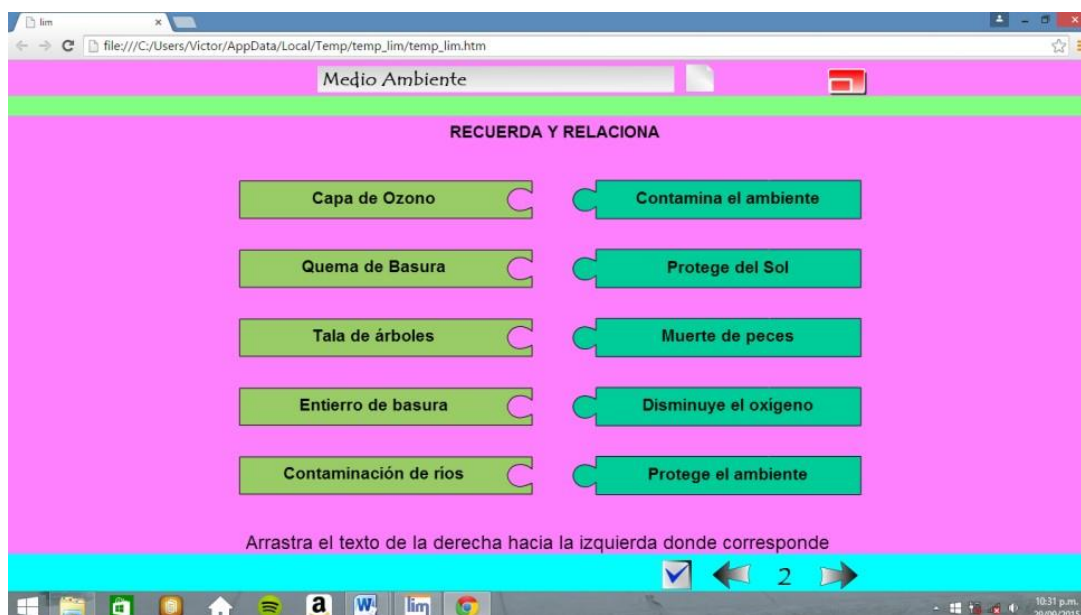 lim
file:///C:/Users/Victor/AppData/Local/Temp/temp_lim/temp_lim.htm
Medio Ambiente
RECUERDA Y RELACIONA
Capa de Ozono
Contamina el ambiente
Quema de Basura
Protege del Sol
Tala de árboles
Muerte de peces
Entierro de basura
Disminuye el oxígeno
Contaminación de ríos
Protege el ambiente
Arrastra el texto de la derecha hacia la izquierda donde corresponde
2
a
W
lim
10:31 p.m.